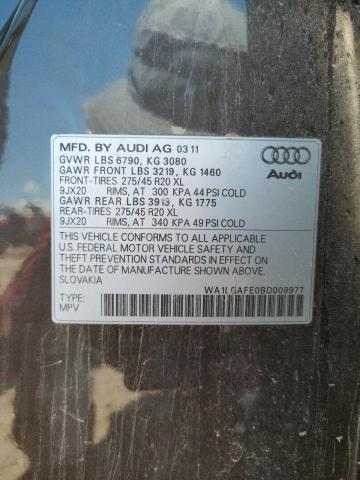 MFD. BY AUDI AG 03 11
GVWR LBS 6790, KG 3080
GAWR FRONT LBS 3219, KG 1460
FRONT-TIRES 275/45 R20 XL
9JX20 RIMS, AT 300 KPA 44 PSI COLD
GAWR REAR LBS 3913, KG 1775
REAR-TIRES 275/45 R20 XL
9JX20 RIMS, AT 340 KPA 49 PSI COLD
THIS VEHICLE CONFORMS TO ALL APPLICABLE
U.S. FEDERAL MOTOR VEHICLE SAFETY AND
THEFT PREVENTION STANDARDS IN EFFECT ON
THE DATE OF MANUFACTURE SHOWN ABOVE
SLOVAKIA
WA1LGAFE0BD008977
TYPE:
MPV
Audi